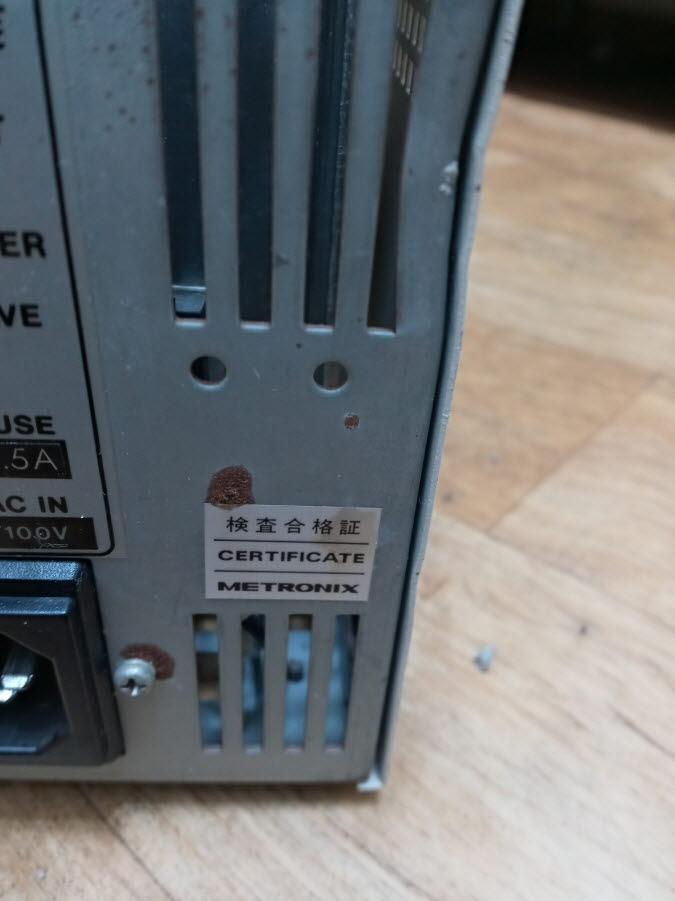 ER
VE
USE
.5A
AC IN
100V
検査合格証
CERTIFICATE
METRONIX